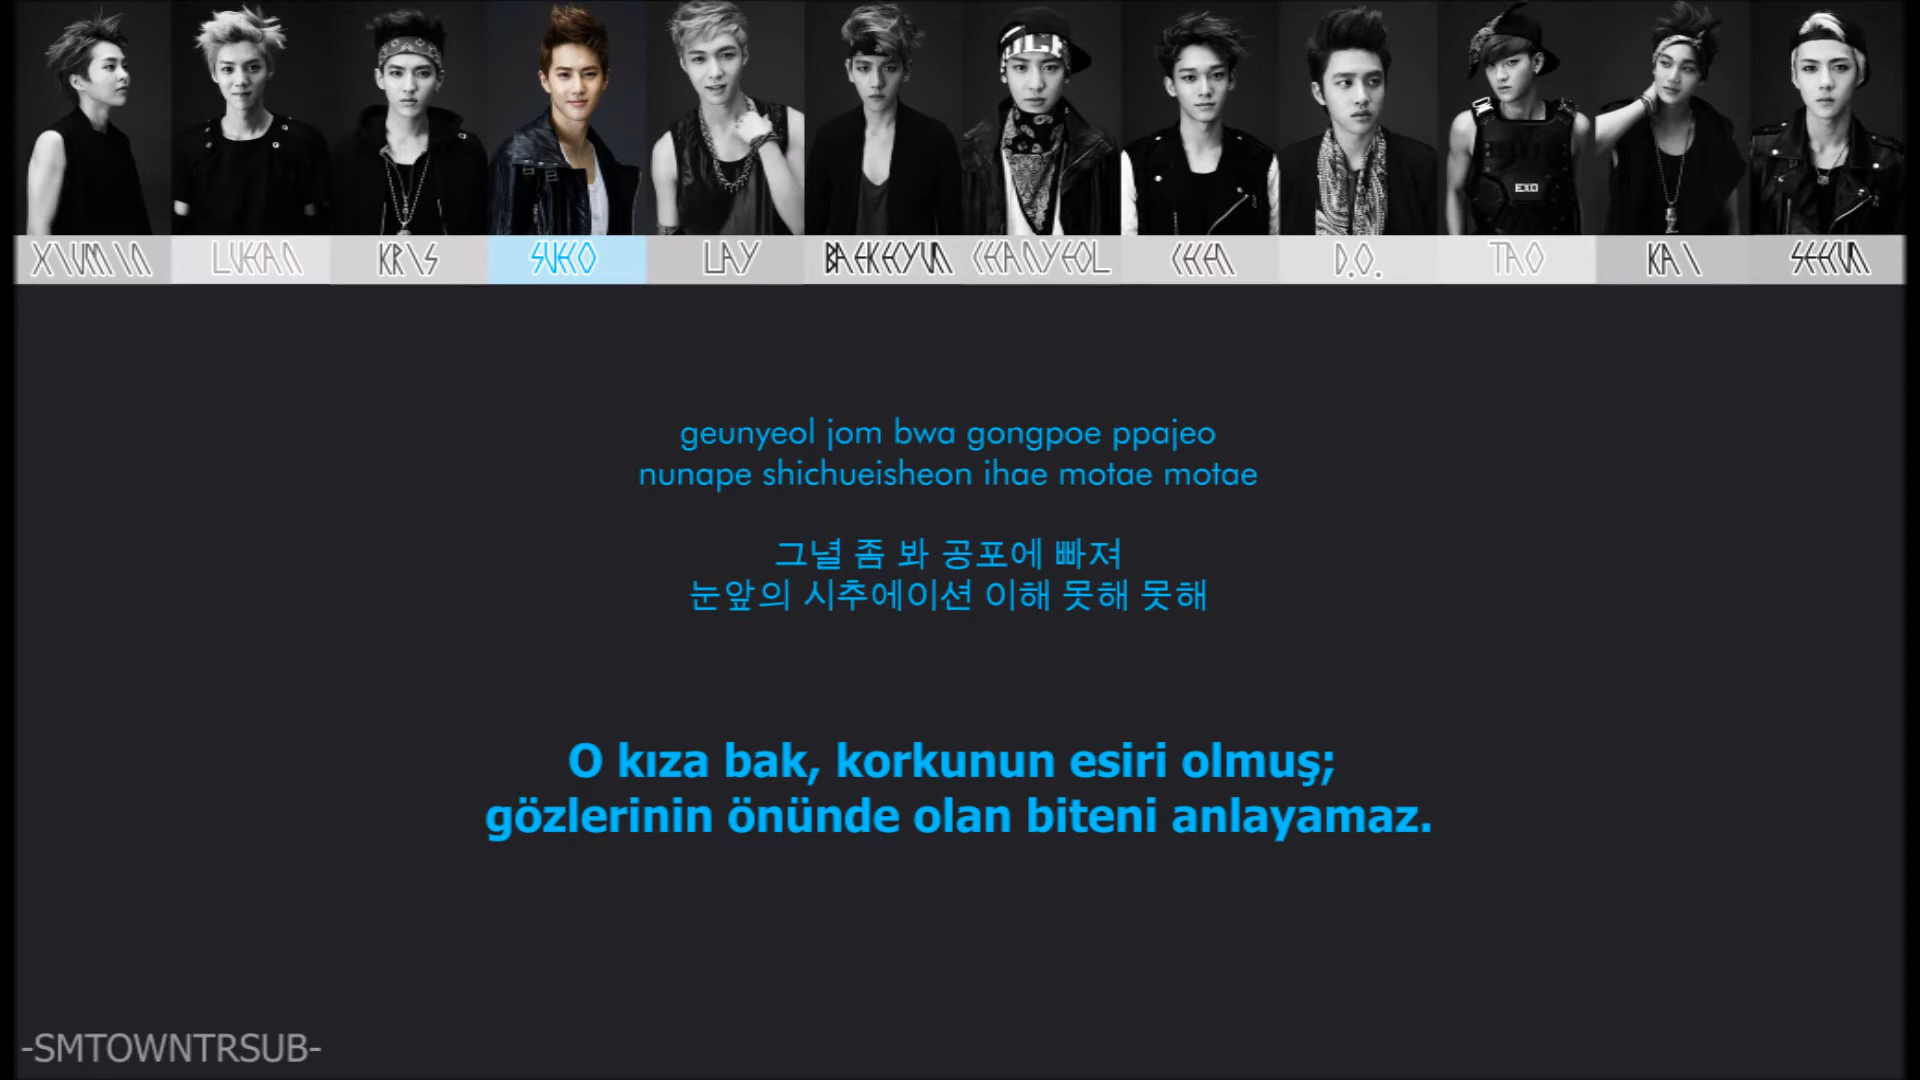 XIUMIN LUHAN KRIS SUHO LAY BAEKHYUN CHANYEOL CHEN D.O. TAO KAI SEHUN
EXO
geunyeol jom bwa gongpoe ppajeo
nunape shichueisheon ihae motae motae
그녈 좀 봐 공포에 빠져
눈앞의 시추에이션 이해 못해 못해
O kıza bak, korkunun esiri olmuş;
gözlerinin önünde olan biteni anlayamaz.
-SMTOWNTRSUB-